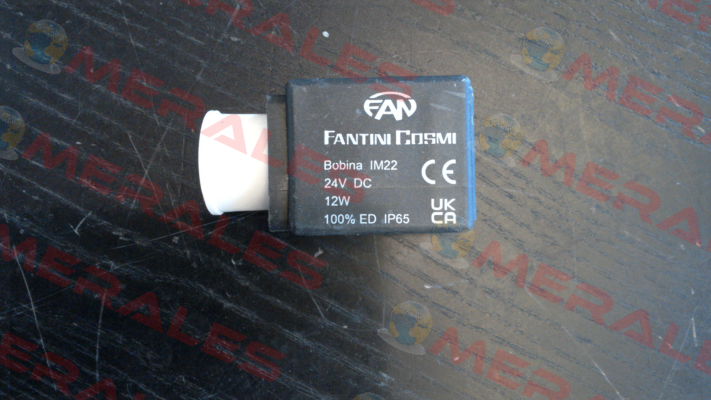 FAN
FANTINI COSMI
Bobina IM22
24V DC
12W
100% ED IP65
CE
UK
CA
MERALES
MERALES
MERALES
MERALES
MERALES
MERALES